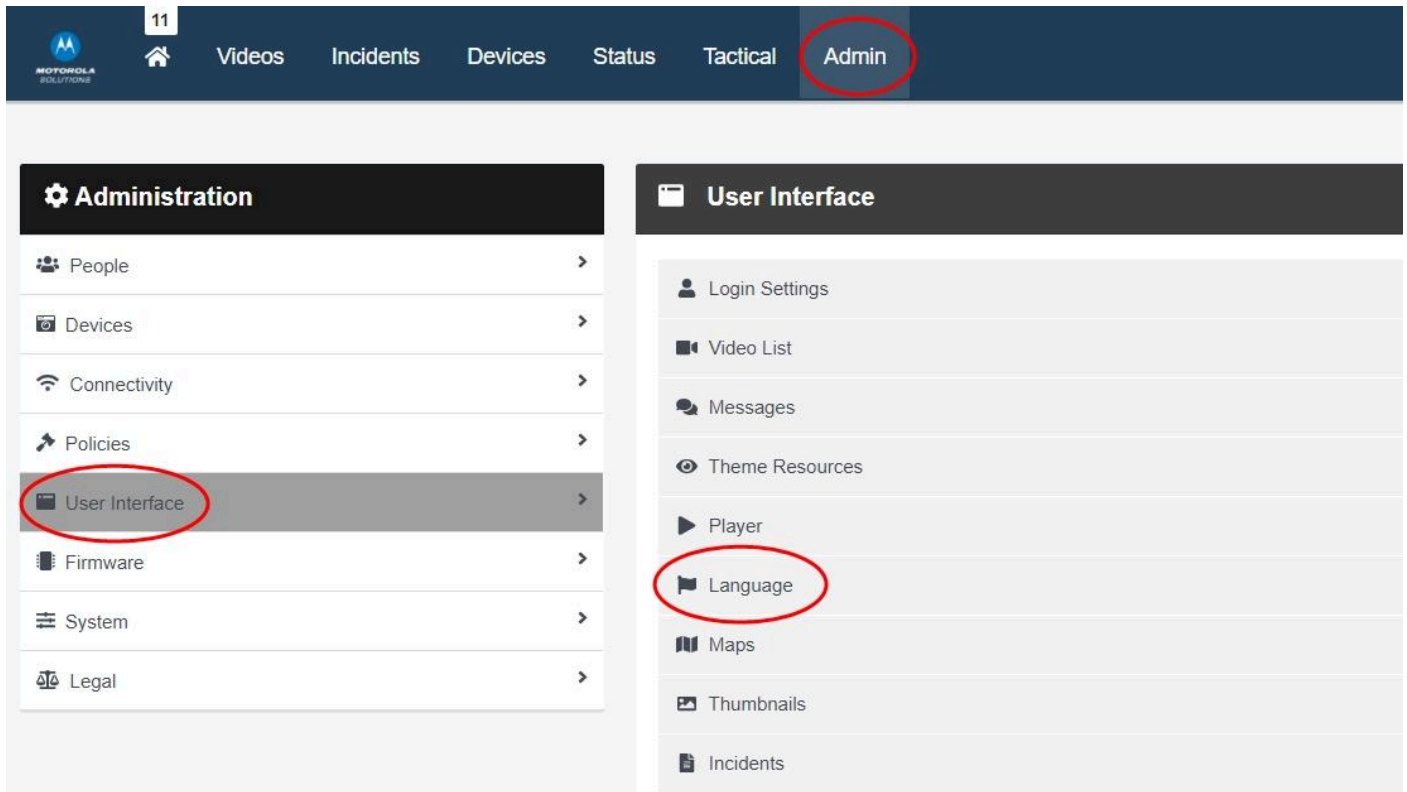 11
MOTOROLA
SOLUTIONS
Videos Incidents Devices Status Tactical Admin
Administration
People
Devices
Connectivity
Policies
User Interface
Firmware
System
Legal
User Interface
Login Settings
Video List
Messages
Theme Resources
Player
Language
Maps
Thumbnails
Incidents